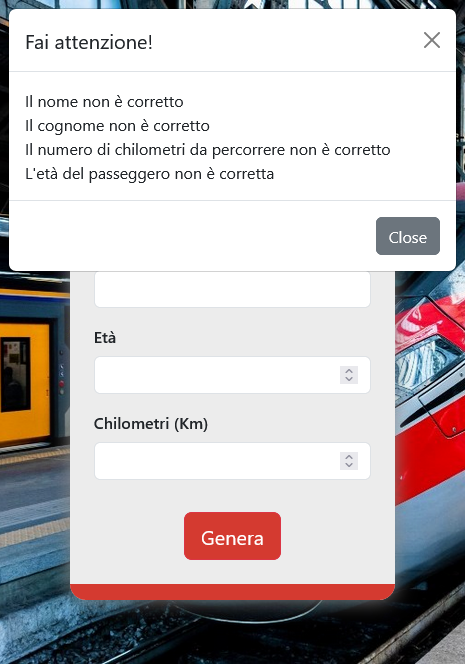 Fai attenzione!
Il nome non è corretto
Il cognome non è corretto
Il numero di chilometri da percorrere non è corretto
L'età del passeggero non è corretta
Close
Età
Chilometri (Km)
Genera